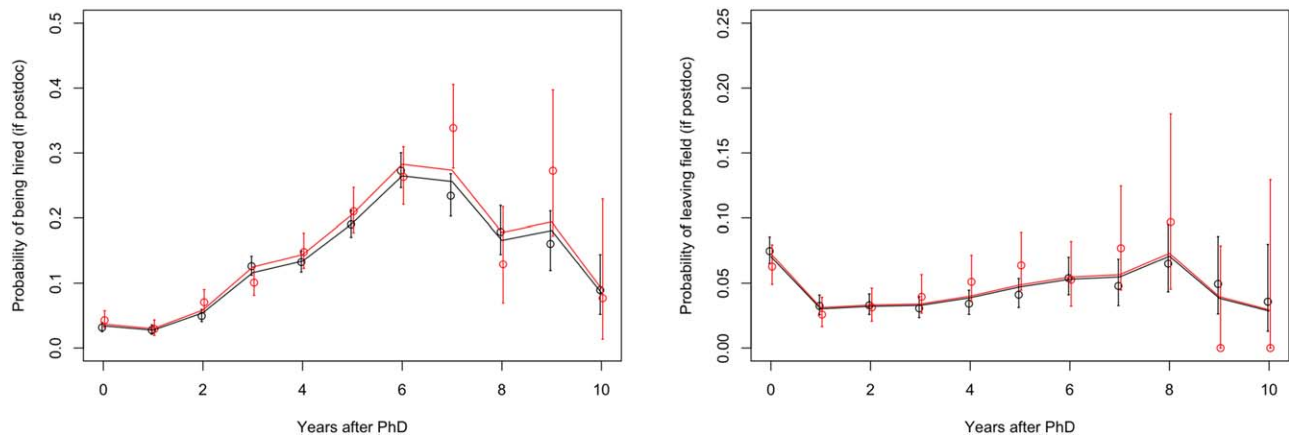 Probability of being hired (if postdoc)
0.5
0.4
0.3
0.2
0.1
0.0
0 2 4 6 8 10
Years after PhD
Probability of leaving field (if postdoc)
0.25
0.20
0.15
0.10
0.05
0.00
0 2 4 6 8 10
Years after PhD